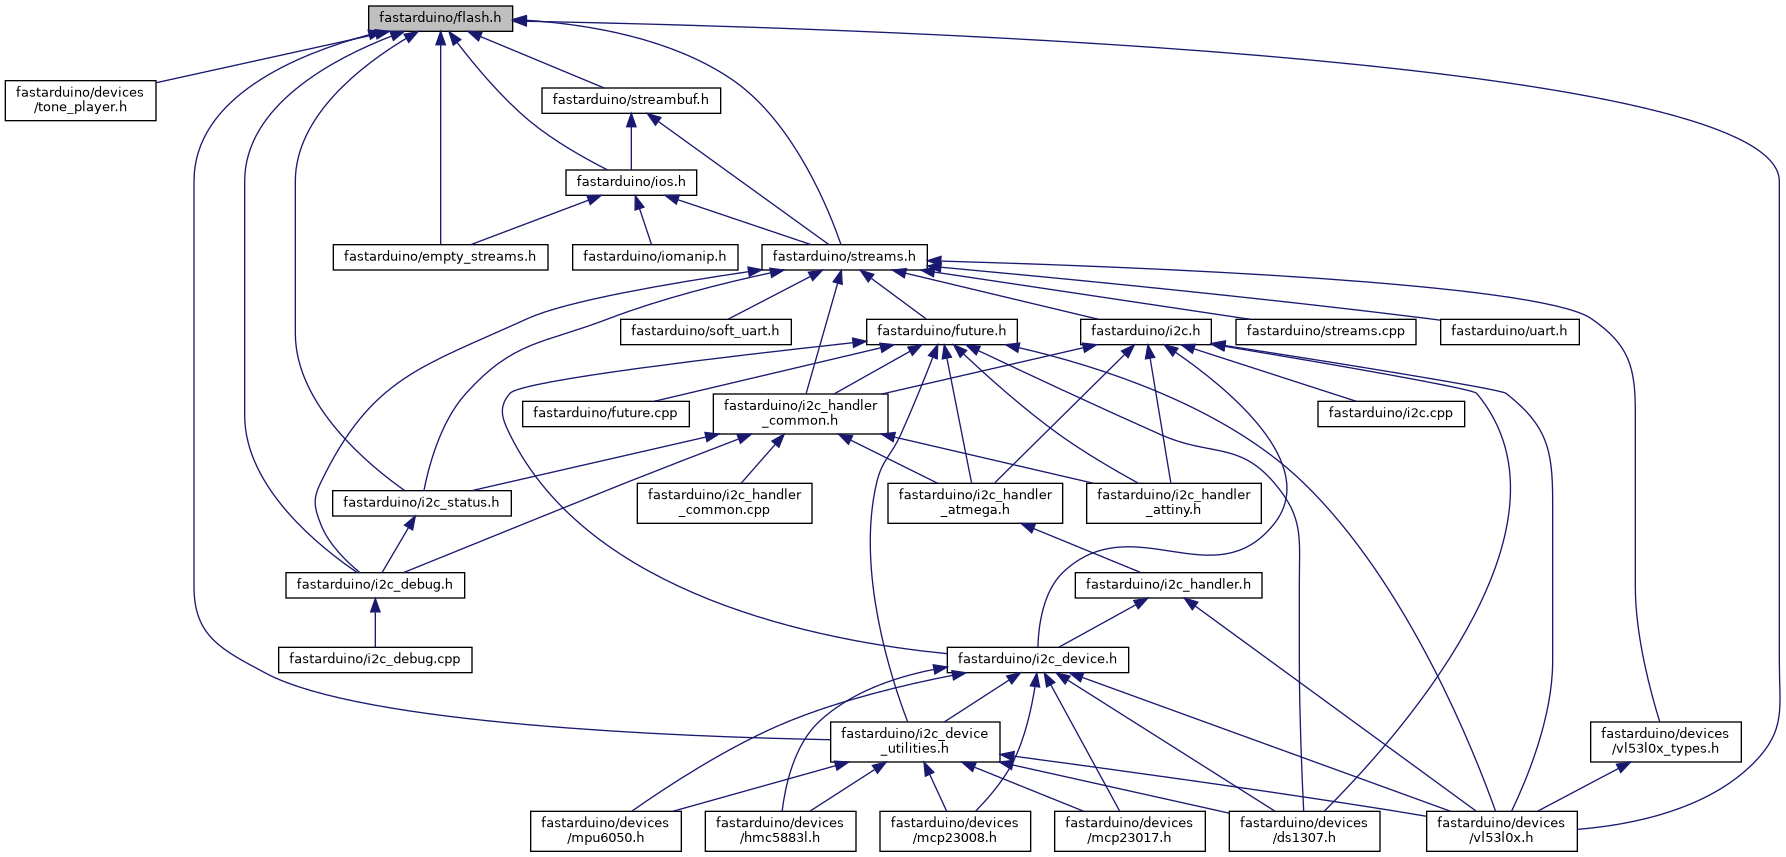 fastarduino/flash.h
fastarduino/devices
/tone_player.h
fastarduino/streambuf.h
fastarduino/ios.h
fastarduino/empty_streams.h
fastarduino/iomanip.h
fastarduino/streams.h
fastarduino/soft_uart.h
fastarduino/future.h
fastarduino/i2c.h
fastarduino/streams.cpp
fastarduino/uart.h
fastarduino/future.cpp
fastarduino/i2c_handler
_common.h
fastarduino/i2c.cpp
fastarduino/i2c_status.h
fastarduino/i2c_handler
_common.cpp
fastarduino/i2c_handler
_atmega.h
fastarduino/i2c_handler
_attiny.h
fastarduino/i2c_debug.h
fastarduino/i2c_handler.h
fastarduino/i2c_debug.cpp
fastarduino/i2c_device.h
fastarduino/i2c_device
_utilities.h
fastarduino/devices
/vl53l0x_types.h
fastarduino/devices
/mpu6050.h
fastarduino/devices
/hmc5883l.h
fastarduino/devices
/mcp23008.h
fastarduino/devices
/mcp23017.h
fastarduino/devices
/ds1307.h
fastarduino/devices
/vl53l0x.h